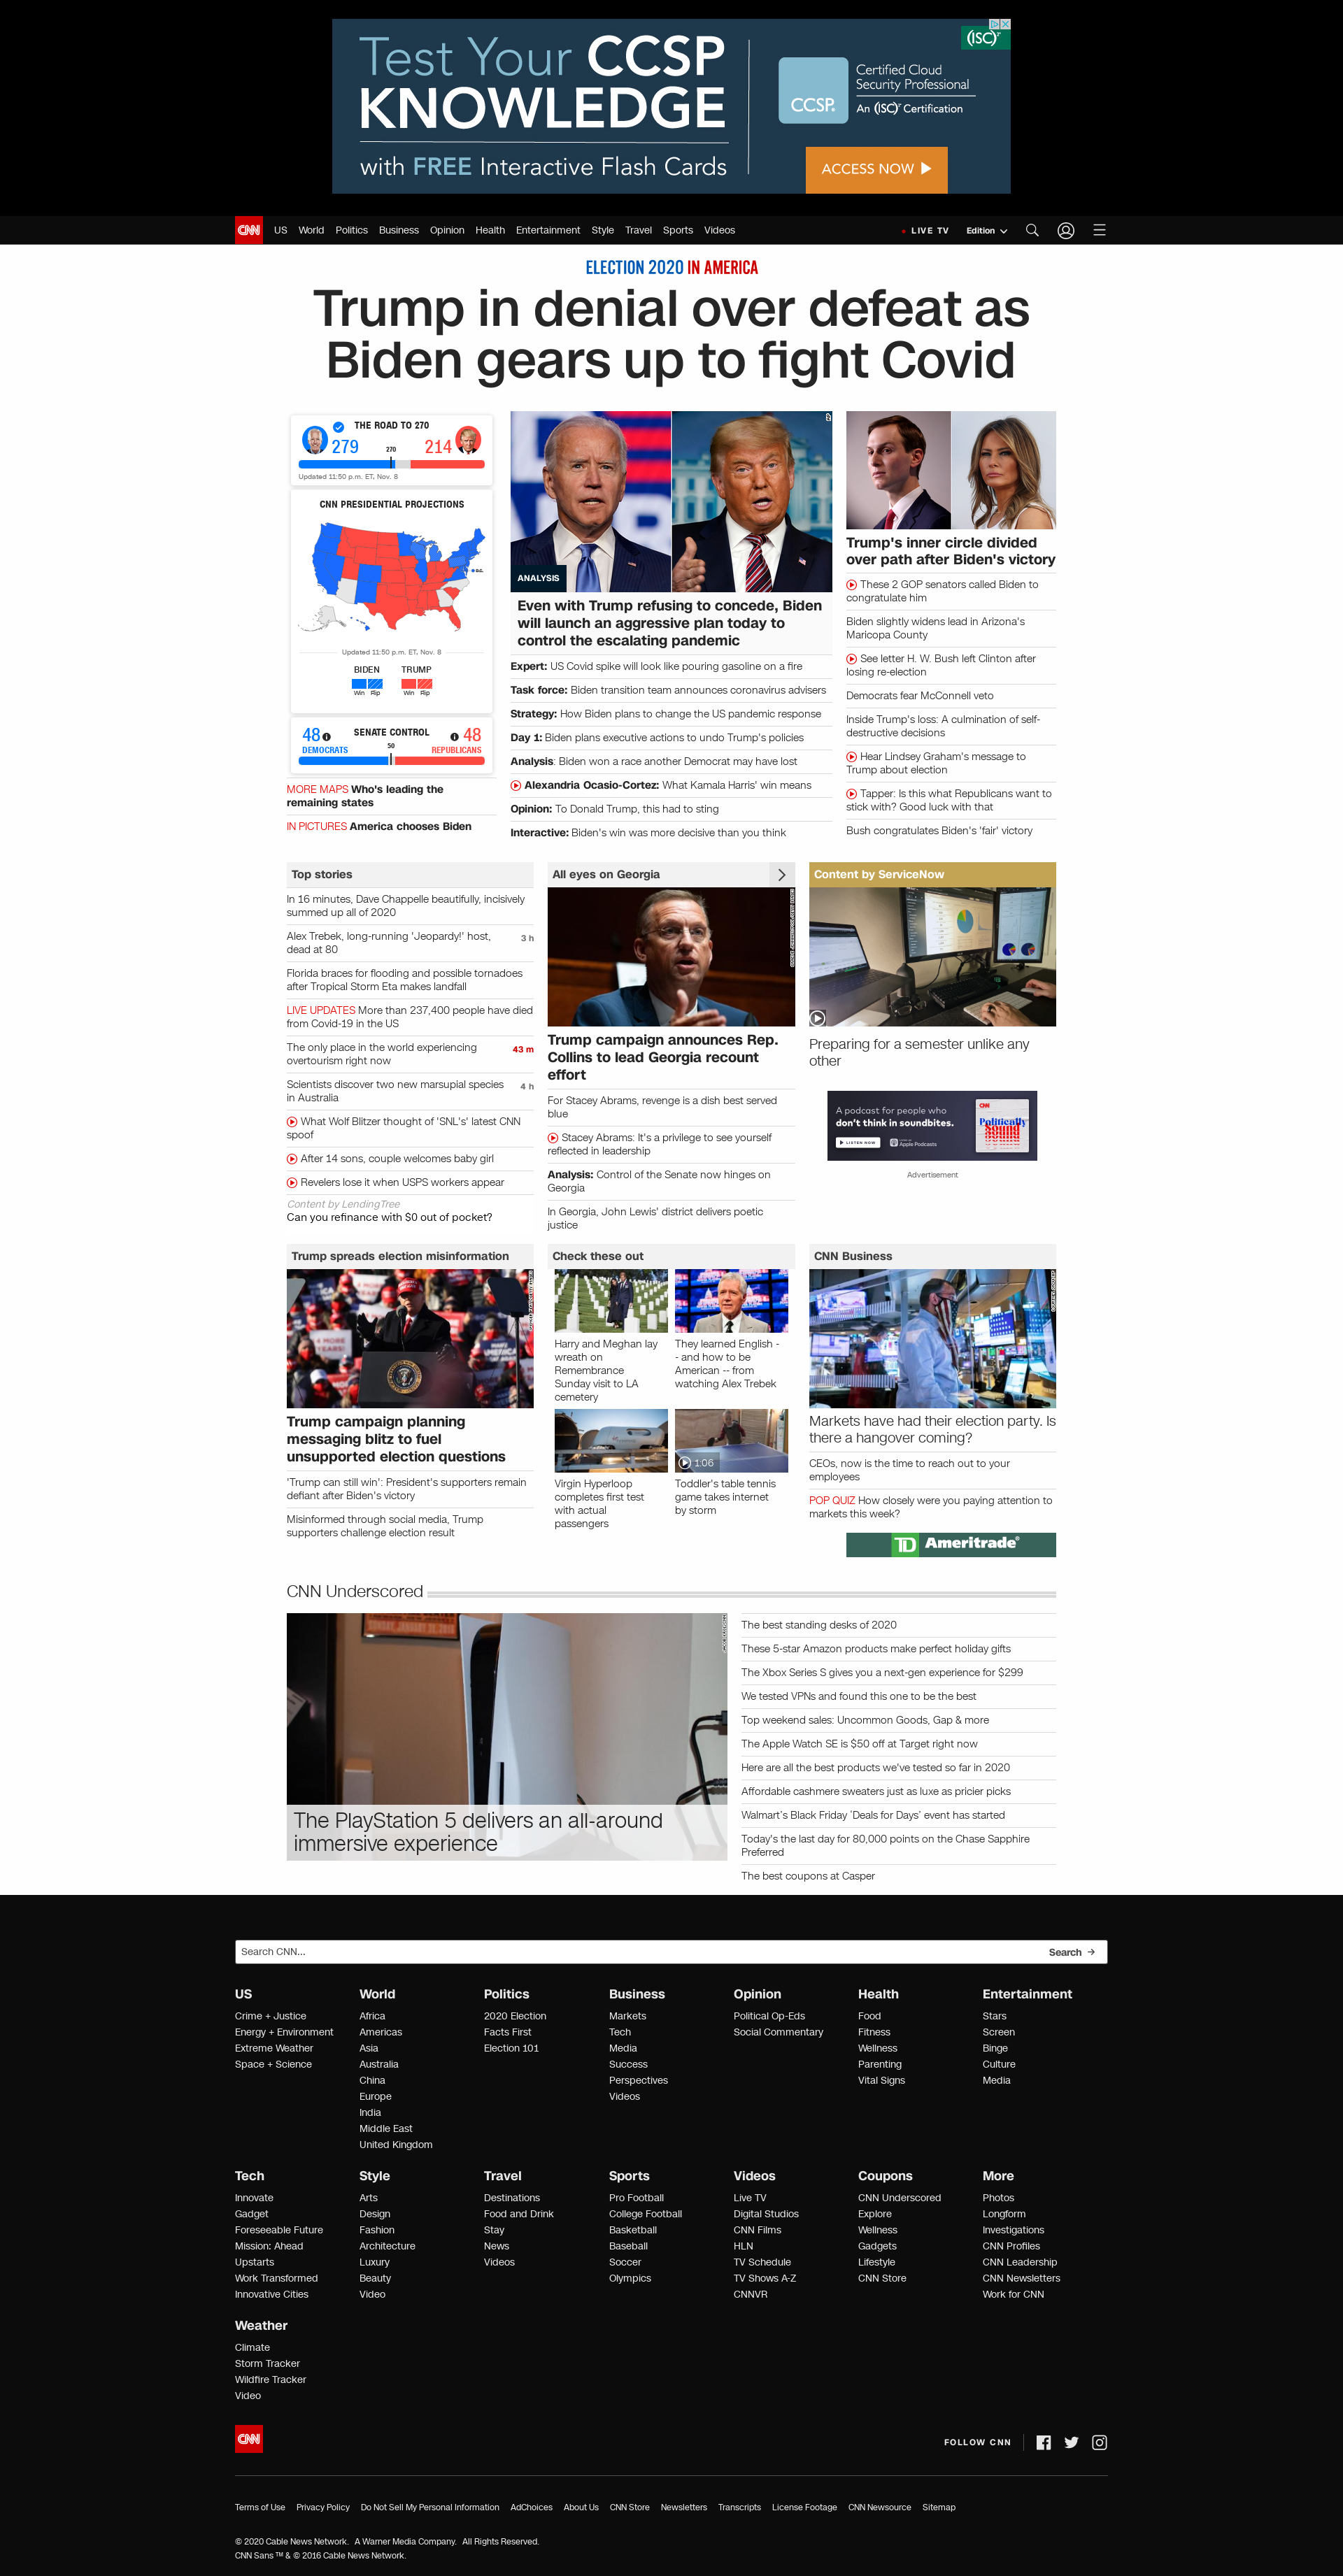 Test Your CCSP
KNOWLEDGE
with FREE Interactive Flash Cards
(ISC)²
CCSP.
Certified Cloud
Security Professional
An (ISC)² Certification
ACCESS NOW
CNN US World Politics Business Opinion Health Entertainment Style Travel Sports Videos LIVE TV Edition
ELECTION 2020 IN AMERICA
Trump in denial over defeat as
Biden gears up to fight Covid
THE ROAD TO 270
279 270 214
Updated 11:50 p.m. ET, Nov. 8
CNN PRESIDENTIAL PROJECTIONS
D.C.
Updated 11:50 p.m. ET, Nov. 8
BIDEN TRUMP
Win Flip Win Flip
48 SENATE CONTROL 48
DEMOCRATS 50 REPUBLICANS
MORE MAPS Who's leading the
remaining states
IN PICTURES America chooses Biden
AP
ANALYSIS
Even with Trump refusing to concede, Biden
will launch an aggressive plan today to
control the escalating pandemic
Expert: US Covid spike will look like pouring gasoline on a fire
Task force: Biden transition team announces coronavirus advisers
Strategy: How Biden plans to change the US pandemic response
Day 1: Biden plans executive actions to undo Trump's policies
Analysis: Biden won a race another Democrat may have lost
Alexandria Ocasio-Cortez: What Kamala Harris' win means
Opinion: To Donald Trump, this had to sting
Interactive: Biden's win was more decisive than you think
Trump's inner circle divided
over path after Biden's victory
These 2 GOP senators called Biden to
congratulate him
Biden slightly widens lead in Arizona's
Maricopa County
See letter H. W. Bush left Clinton after
losing re-election
Democrats fear McConnell veto
Inside Trump's loss: A culmination of self-
destructive decisions
Hear Lindsey Graham's message to
Trump about election
Tapper: Is this what Republicans want to
stick with? Good luck with that
Bush congratulates Biden's 'fair' victory
Top stories
In 16 minutes, Dave Chappelle beautifully, incisively
summed up all of 2020
Alex Trebek, long-running 'Jeopardy!' host,
dead at 80
3 h
Florida braces for flooding and possible tornadoes
after Tropical Storm Eta makes landfall
LIVE UPDATES More than 237,400 people have died
from Covid-19 in the US
The only place in the world experiencing
overtourism right now
43 m
Scientists discover two new marsupial species
in Australia
4 h
What Wolf Blitzer thought of 'SNL's' latest CNN
spoof
After 14 sons, couple welcomes baby girl
Revelers lose it when USPS workers appear
Content by LendingTree
Can you refinance with $0 out of pocket?
All eyes on Georgia
Trump campaign announces Rep.
Collins to lead Georgia recount
effort
For Stacey Abrams, revenge is a dish best served
blue
Stacey Abrams: It's a privilege to see yourself
reflected in leadership
Analysis: Control of the Senate now hinges on
Georgia
In Georgia, John Lewis' district delivers poetic
justice
Content by ServiceNow
Preparing for a semester unlike any
other
A podcast for people who
don't think in soundbites.
LISTEN NOW
Apple Podcasts
CNN
Politically
Sound
Advertisement
Trump spreads election misinformation
Trump campaign planning
messaging blitz to fuel
unsupported election questions
'Trump can still win': President's supporters remain
defiant after Biden's victory
Misinformed through social media, Trump
supporters challenge election result
Check these out
Harry and Meghan lay
wreath on
Remembrance
Sunday visit to LA
cemetery
They learned English -
- and how to be
American -- from
watching Alex Trebek
Virgin Hyperloop
completes first test
with actual
passengers
1:06
Toddler's table tennis
game takes internet
by storm
CNN Business
Markets have had their election party. Is
there a hangover coming?
CEOs, now is the time to reach out to your
employees
POP QUIZ How closely were you paying attention to
markets this week?
TD Ameritrade®
CNN Underscored
The PlayStation 5 delivers an all-around
immersive experience
The best standing desks of 2020
These 5-star Amazon products make perfect holiday gifts
The Xbox Series S gives you a next-gen experience for $299
We tested VPNs and found this one to be the best
Top weekend sales: Uncommon Goods, Gap & more
The Apple Watch SE is $50 off at Target right now
Here are all the best products we've tested so far in 2020
Affordable cashmere sweaters just as luxe as pricier picks
Walmart's Black Friday 'Deals for Days' event has started
Today's the last day for 80,000 points on the Chase Sapphire
Preferred
The best coupons at Casper
Search CNN... Search →
US
Crime + Justice
Energy + Environment
Extreme Weather
Space + Science
World
Africa
Americas
Asia
Australia
China
Europe
India
Middle East
United Kingdom
Politics
2020 Election
Facts First
Election 101
Business
Markets
Tech
Media
Success
Perspectives
Videos
Opinion
Political Op-Eds
Social Commentary
Health
Food
Fitness
Wellness
Parenting
Vital Signs
Entertainment
Stars
Screen
Binge
Culture
Media
Tech
Innovate
Gadget
Foreseeable Future
Mission: Ahead
Upstarts
Work Transformed
Innovative Cities
Style
Arts
Design
Fashion
Architecture
Luxury
Beauty
Video
Travel
Destinations
Food and Drink
Stay
News
Videos
Sports
Pro Football
College Football
Basketball
Baseball
Soccer
Olympics
Videos
Live TV
Digital Studios
CNN Films
HLN
TV Schedule
TV Shows A-Z
CNNVR
Coupons
CNN Underscored
Explore
Wellness
Gadgets
Lifestyle
CNN Store
More
Photos
Longform
Investigations
CNN Profiles
CNN Leadership
CNN Newsletters
Work for CNN
Weather
Climate
Storm Tracker
Wildfire Tracker
Video
CNN
FOLLOW CNN
Terms of Use Privacy Policy Do Not Sell My Personal Information AdChoices About Us CNN Store Newsletters Transcripts License Footage CNN Newsource Sitemap
© 2020 Cable News Network. A Warner Media Company. All Rights Reserved.
CNN Sans ™ & © 2016 Cable News Network.